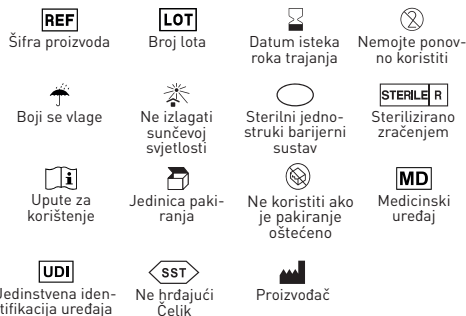 REF
LOT
Šifra proizvoda
Broj lota
Datum isteka
roka trajanja
Nemojte ponov-
no koristiti
2
STERILE R
Boji se vlage
Ne izlagati
sunčevoj
svjetlosti
Sterilni jedno-
struki barijerni
sustav
Sterilizirano
zračenjem
i
MD
Upute za
korištenje
Jedinica paki-
ranja
Ne koristiti ako
je pakiranje
oštećeno
Medicinski
uređaj
UDI
SST
Jedinstvena iden-
tifikacija uređaja
Ne hrđajući
Čelik
Proizvođač